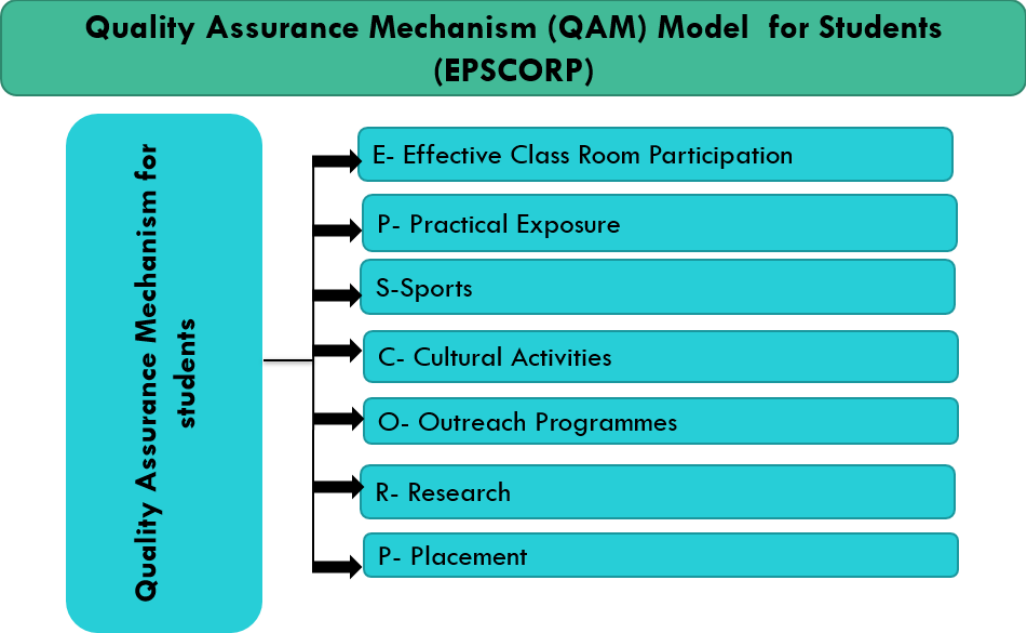 Quality Assurance Mechanism (QAM) Model for Students
(EPSCORP)
Quality Assurance Mechanism for
students
E- Effective Class Room Participation
P- Practical Exposure
S-Sports
C- Cultural Activities
O- Outreach Programmes
R- Research
P- Placement